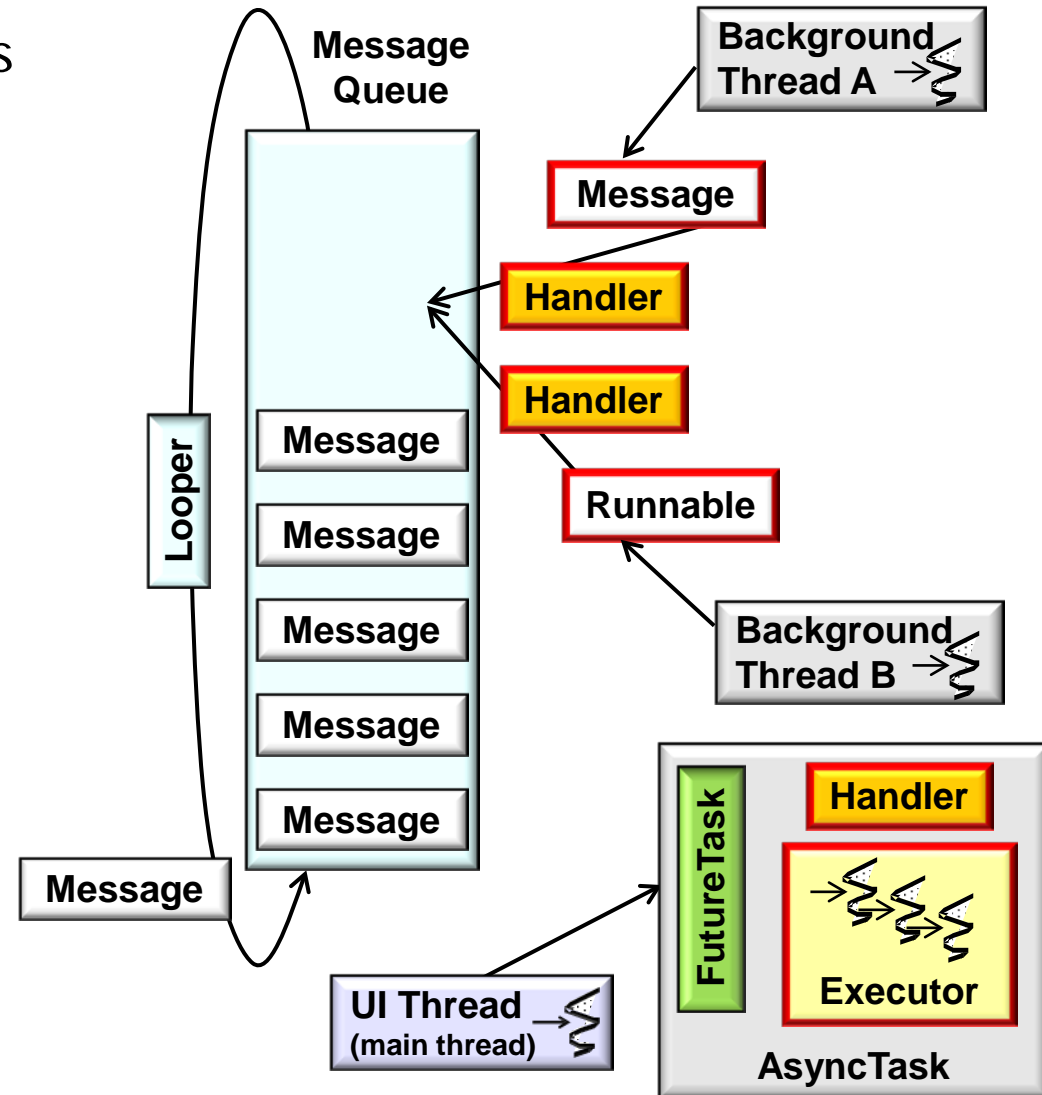 s
Message
Queue
Background
Thread A
Message
Handler
Handler
Runnable
Background
Thread B
Looper
Message
Message
Message
Message
Message
Message
UI Thread
(main thread)
FutureTask
Handler
Executor
AsyncTask